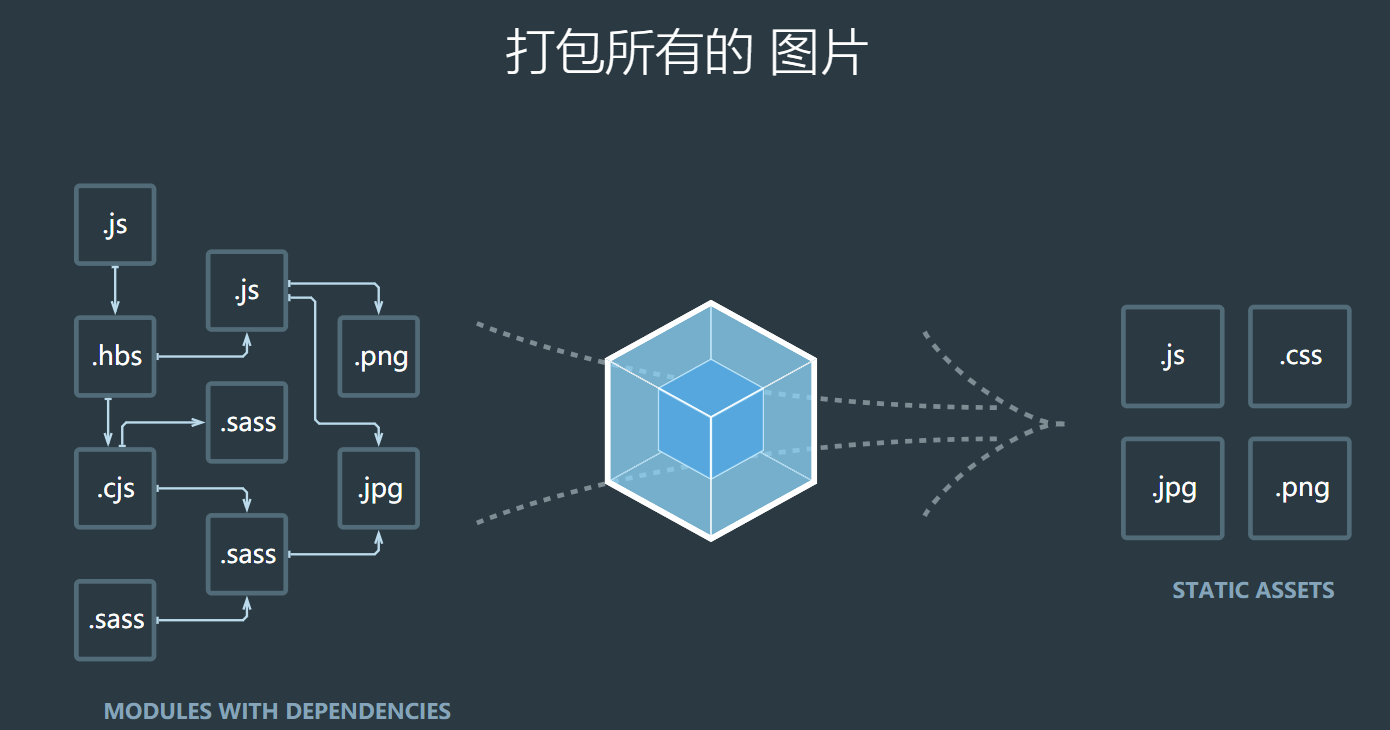 打包所有的 图片
.js
.js
.hbs
.png
.sass
.cjs
.jpg
.sass
.sass
MODULES WITH DEPENDENCIES
.js
.css
.jpg
.png
STATIC ASSETS